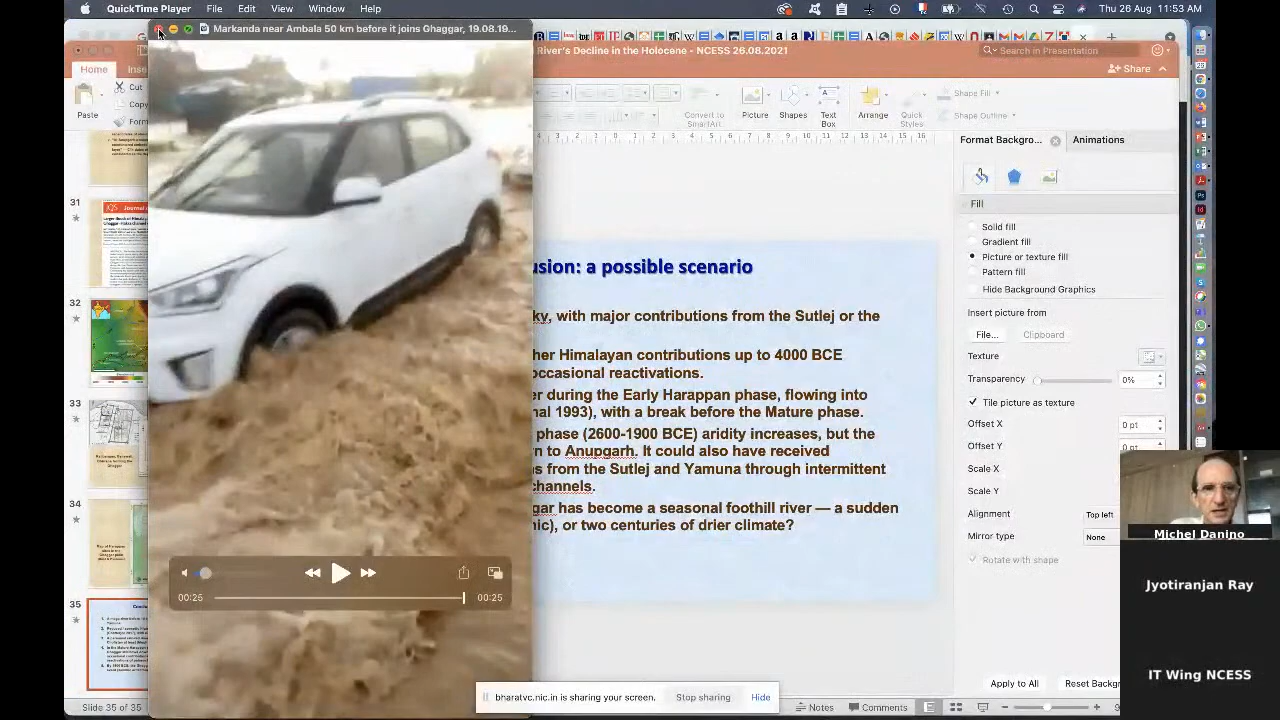 QuickTime Player File Edit View Window Help
Thu 26 Aug 11:53 AM
Markanda near Ambala 50 km before it joins Ghaggar, 19.08.19...
River's Decline in the Holocene - NCESS 26.08.2021
Search in Presentation
Home
Share
Cut
Paste
Convert to
SmartArt
Picture
Shapes
Text
Box
Arrange
Quick
Styles
Shape Fill
Shape Outline
Format Backgro...
Animations
Fill
Solid fill
Gradient fill
Picture or texture fill
Pattern fill
Hide Background Graphics
Insert picture from
File...
Clipboard
Texture
Transparency
0%
Tile picture as texture
Offset X
0 pt
Offset Y
0 pt
Scale X
Scale Y
Alignment
Top left
Mirror type
None
Rotate with shape
Apply to All
Reset Backg
31
32
33
34
35
usion: a possible scenario
ky, with major contributions from the Sutlej or the
her Himalayan contributions up to 4000 BCE
occasional reactivations.
er during the Early Harappan phase, flowing into
nal 1993), with a break before the Mature phase.
phase (2600-1900 BCE) aridity increases, but the
n to Anupgarh. It could also have received
s from the Sutlej and Yamuna through intermittent
channels.
gar has become a seasonal foothill river — a sudden
nic), or two centuries of drier climate?
00:25
00:25
bharatvc.nic.in is sharing your screen.
Stop sharing
Hide
Slide 35 of 35
Notes
Comments
Michel Danino
Jyotiranjan Ray
IT Wing NCESS